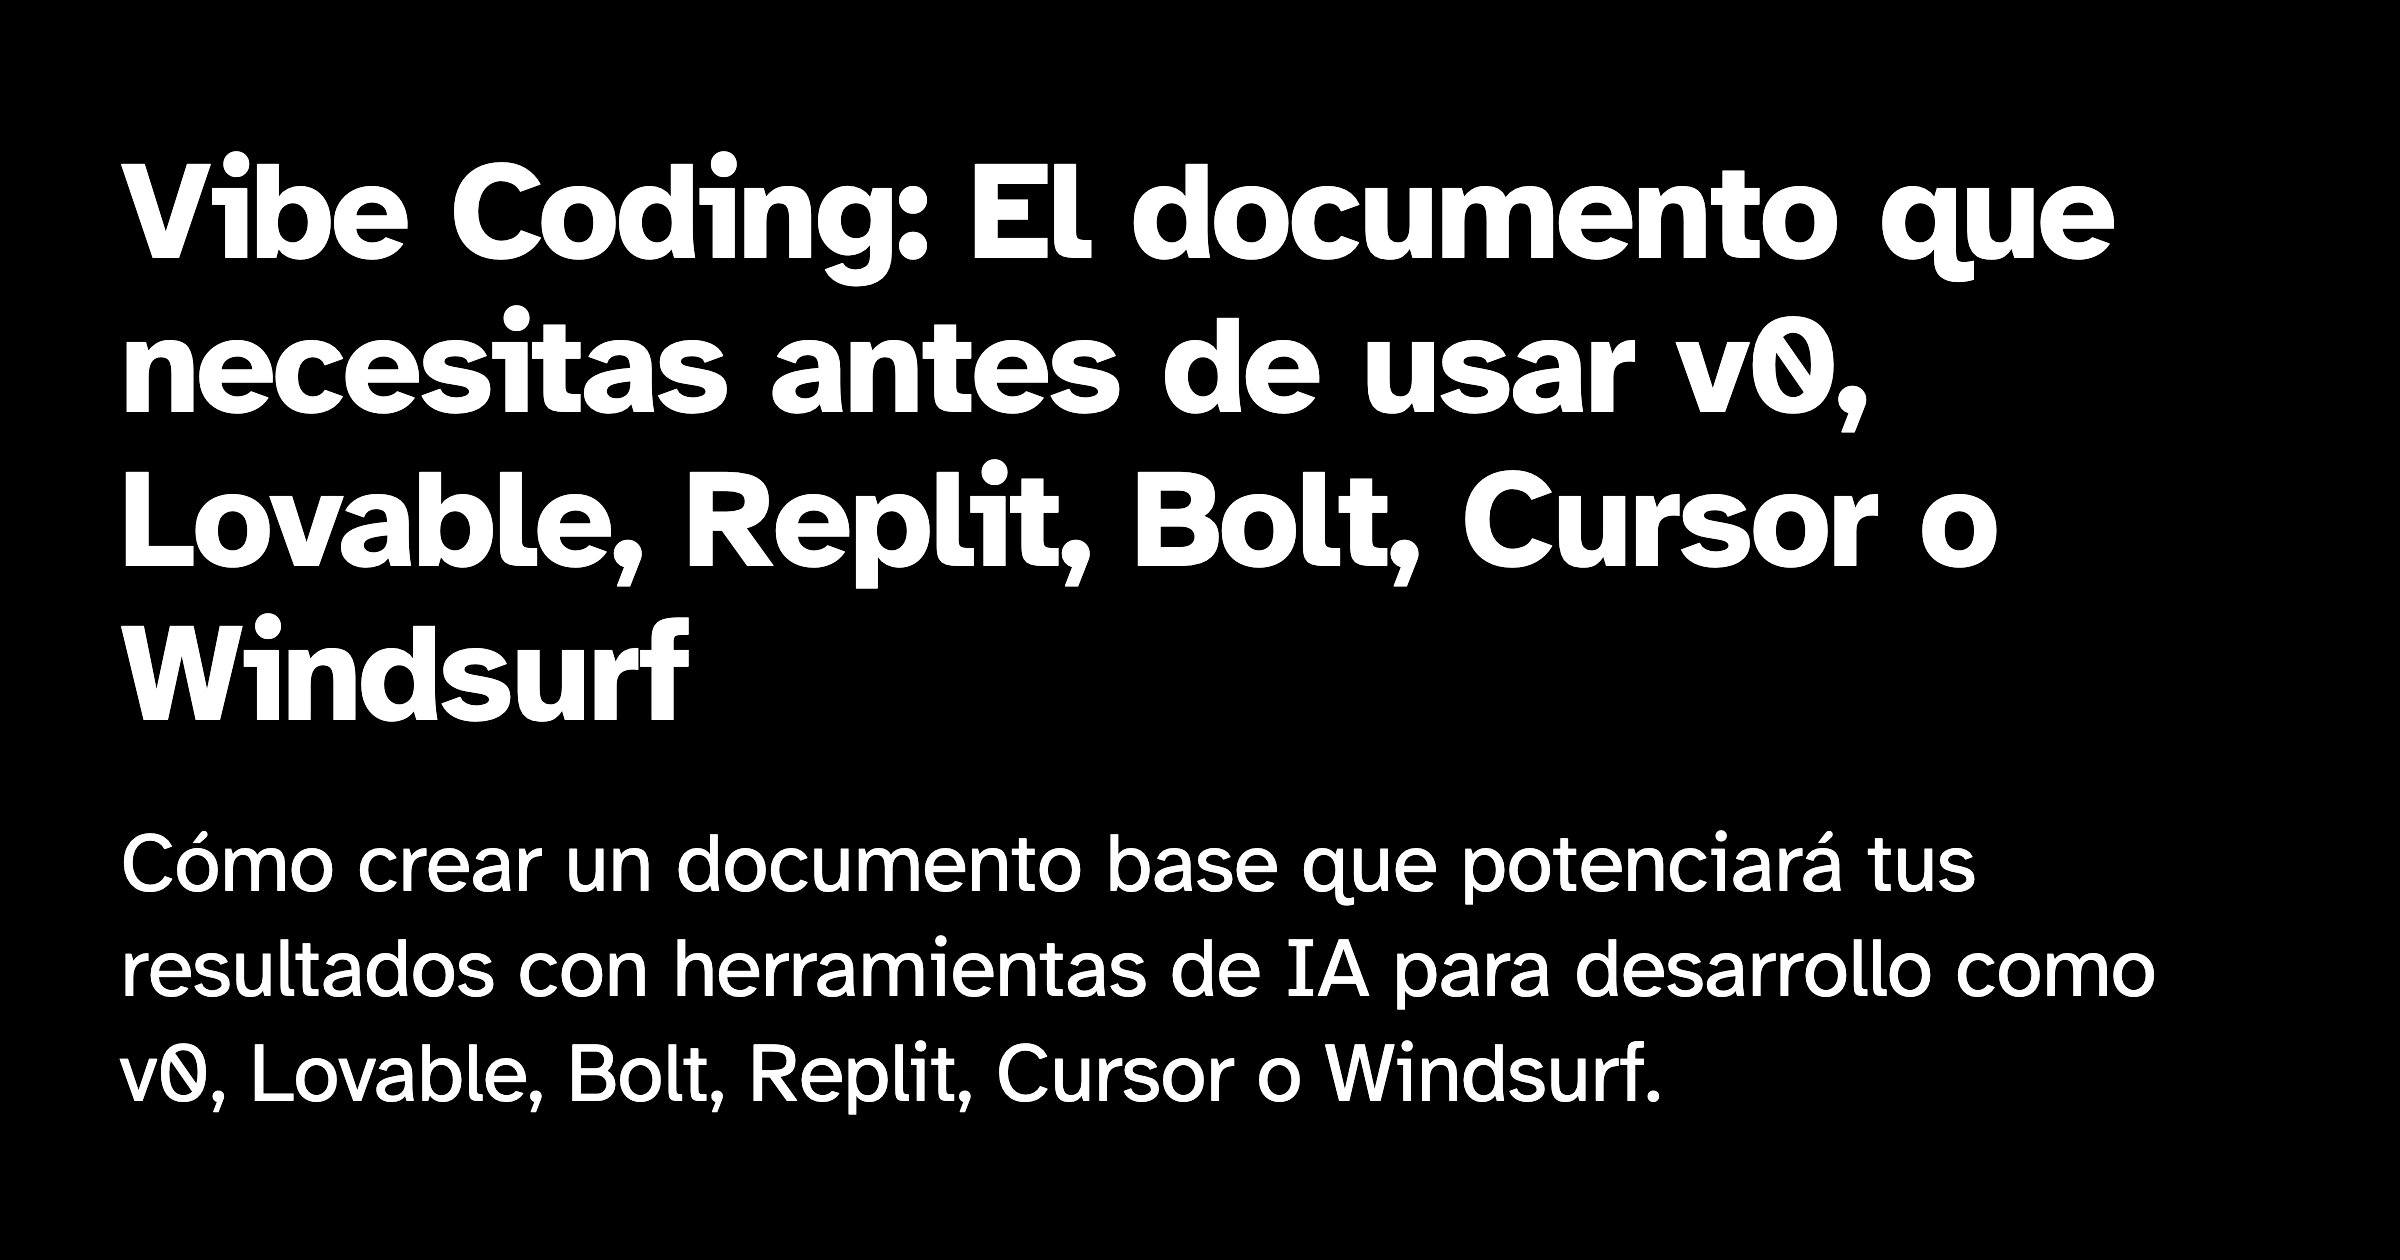 Vibe Coding: El documento que
necesitas antes de usar v0,
Lovable, Replit, Bolt, Cursor o
Windsurf
Cómo crear un documento base que potenciará tus
resultados con herramientas de IA para desarrollo como
v0, Lovable, Bolt, Replit, Cursor o Windsurf.